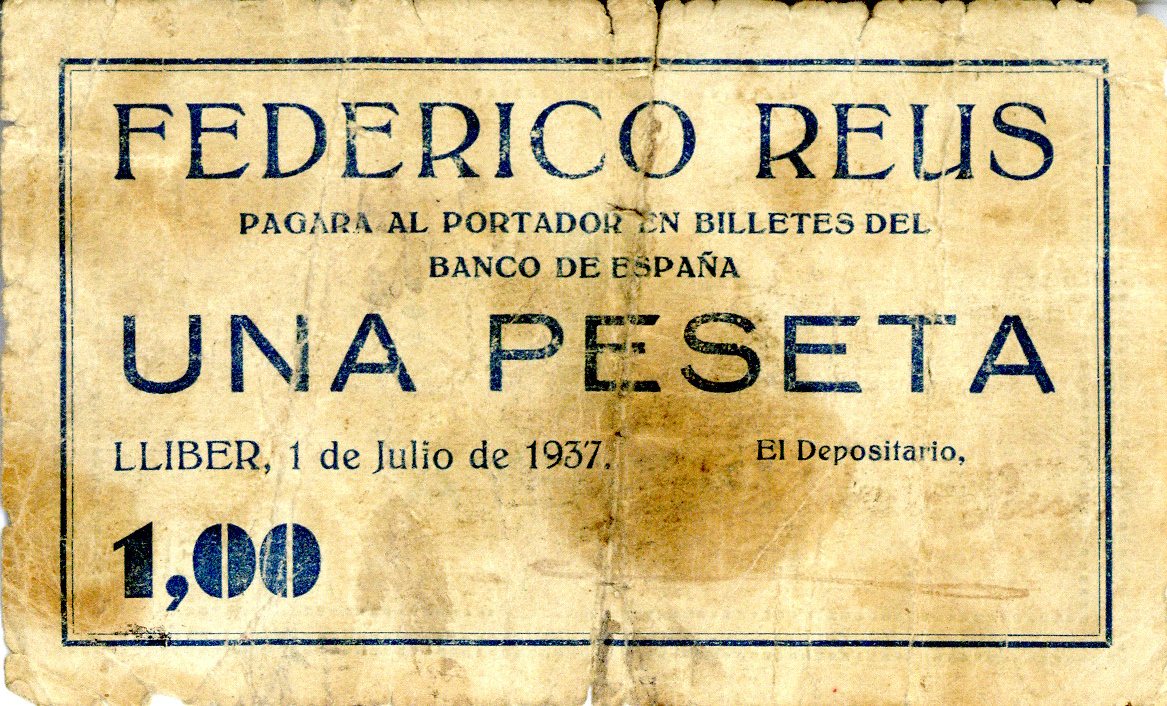 FEDERICO REUS
PAGARA AL PORTADOR EN BILLETES DEL
BANCO DE ESPAÑA
UNA PESETA
LLIBER, 1 de Julio de 1937.
El Depositario,
1,00